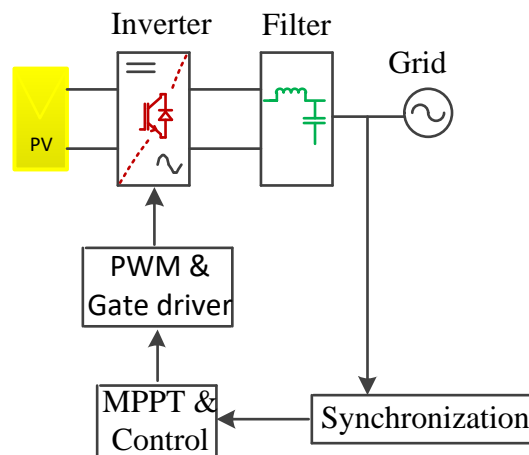 Inverter
Filter
Grid
PV
PWM &
Gate driver
MPPT &
Control
Synchronization